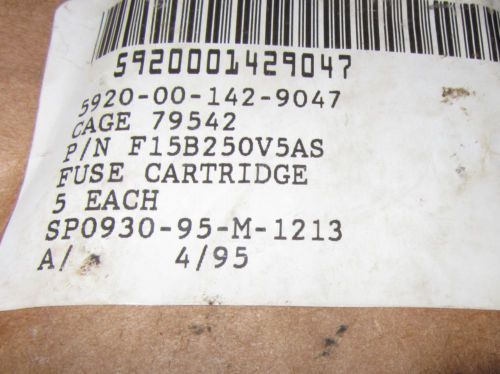 5920001429047
5920-00-142-9047
CAGE 79542
P/N F15B250V5AS
FUSE CARTRIDGE
5 EACH
SP0930-95-M-1213
A/ 4/95